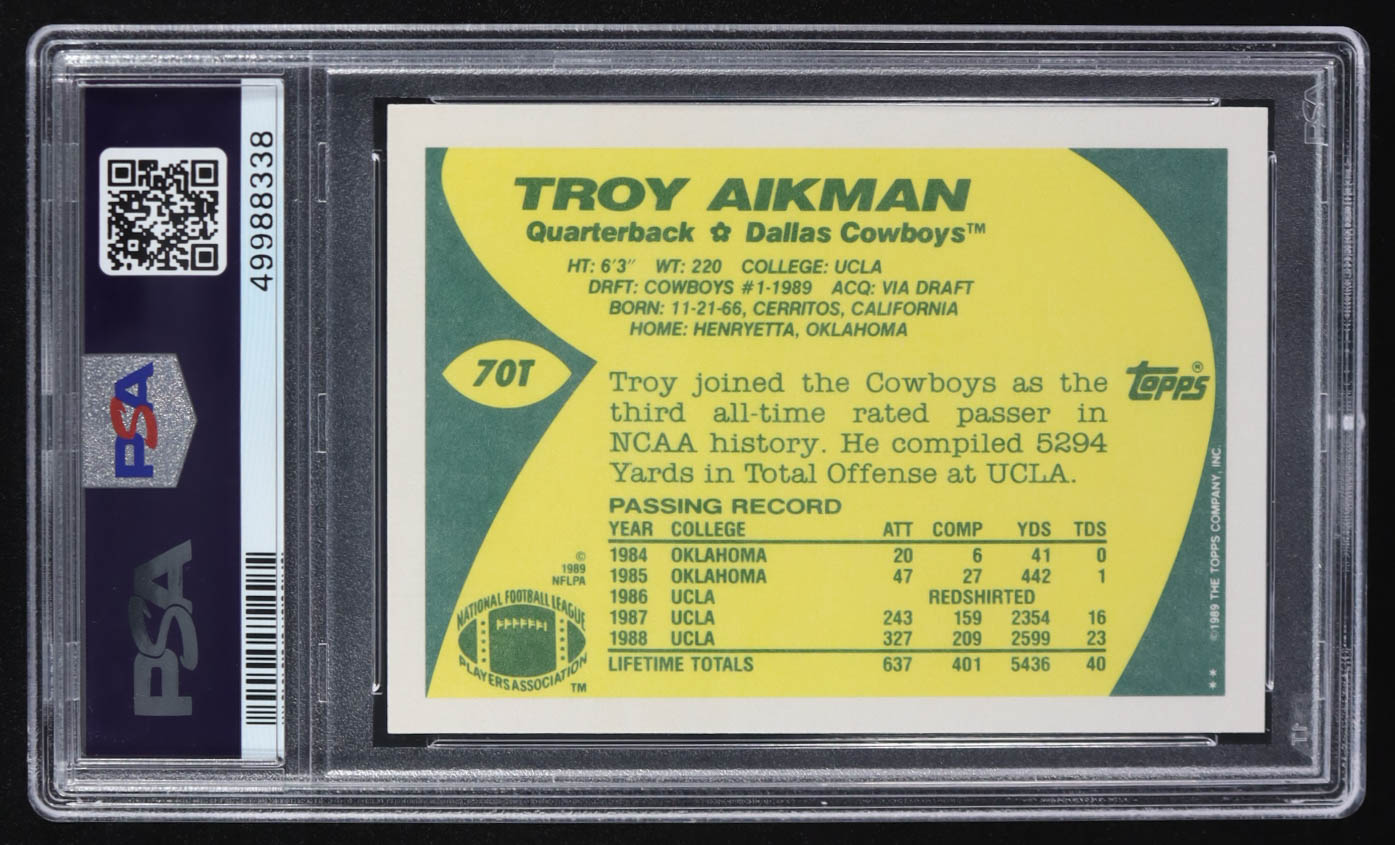 49988338
PSA
PSA
TROY AIKMAN
Quarterback ✿ Dallas Cowboys™
HT: 6'3" WT: 220 COLLEGE: UCLA
DRFT: COWBOYS #1-1989 ACQ: VIA DRAFT
BORN: 11-21-66, CERRITOS, CALIFORNIA
HOME: HENRYETTA, OKLAHOMA
70T
Troy joined the Cowboys as the
third all-time rated passer in
NCAA history. He compiled 5294
Yards in Total Offense at UCLA.
topps®
PASSING RECORD
YEAR COLLEGE ATT COMP YDS TDS
1984 OKLAHOMA 20 6 41 0
1985 OKLAHOMA 47 27 442 1
1986 UCLA REDSHIRTED
1987 UCLA 243 159 2354 16
1988 UCLA 327 209 2599 23
LIFETIME TOTALS 637 401 5436 40
©
1989
NFLPA
NATIONAL FOOTBALL LEAGUE
PLAYERS ASSOCIATION
TM
©1989 THE TOPPS COMPANY, INC.
**
PSA